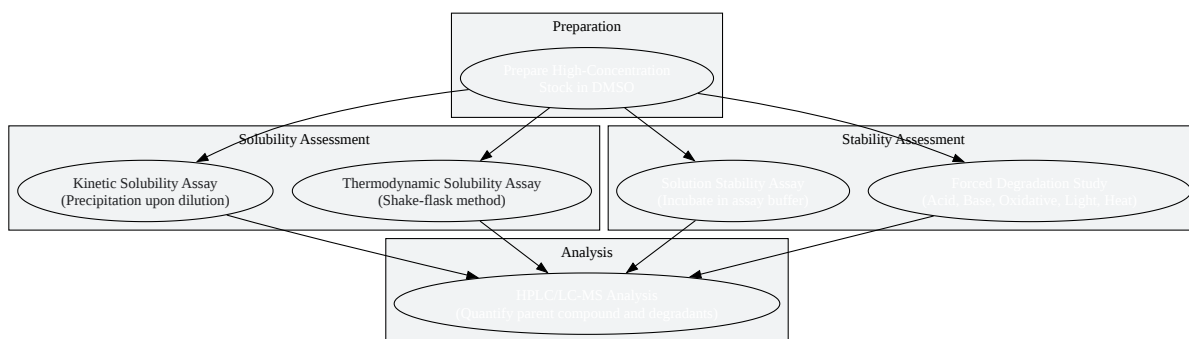 Preparation
Prepare High-Concentration
Stock in DMSO
Solubility Assessment
Stability Assessment
Kinetic Solubility Assay
(Precipitation upon dilution)
Thermodynamic Solubility Assay
(Shake-flask method)
Solution Stability Assay
(Incubate in assay buffer)
Forced Degradation Study
(Acid, Base, Oxidative, Light, Heat)
Analysis
HPLC/LC-MS Analysis
(Quantify parent compound and degradants)